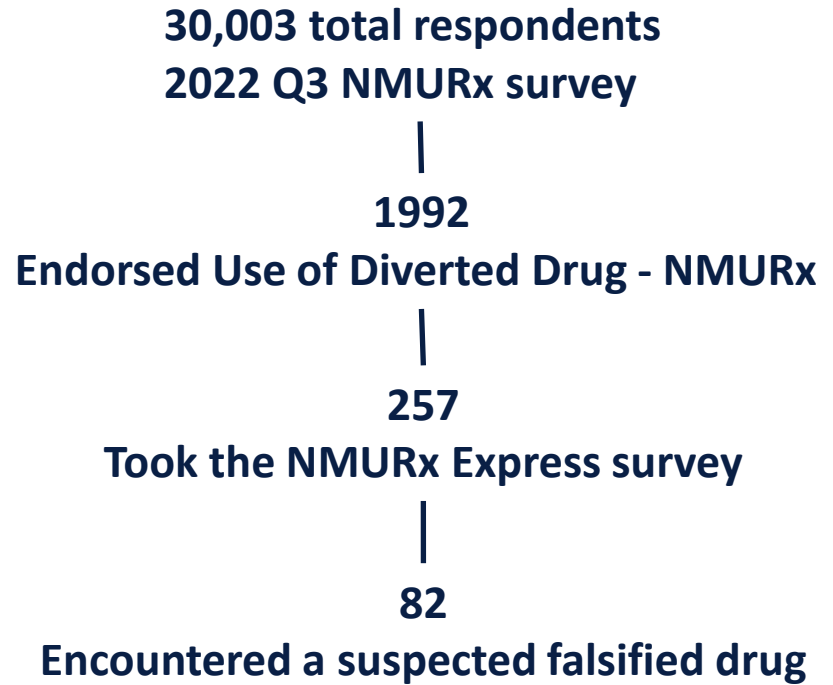 30,003 total respondents
2022 Q3 NMURx survey
1992
Endorsed Use of Diverted Drug - NMURx
257
Took the NMURx Express survey
82
Encountered a suspected falsified drug